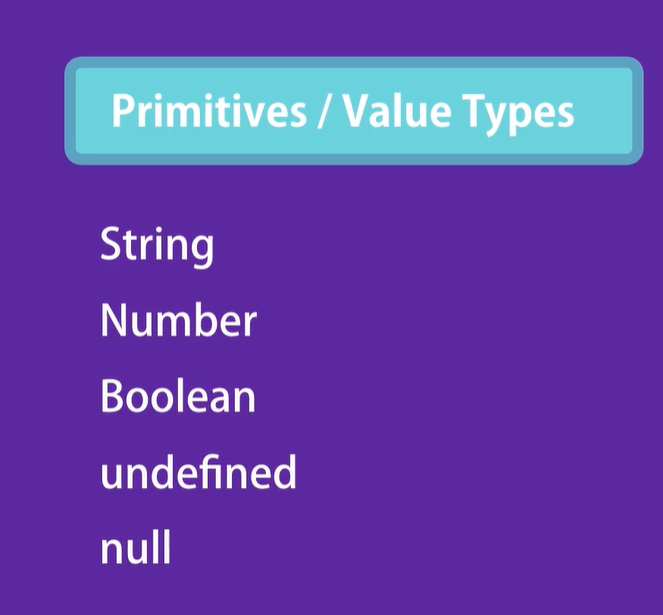 Primitives / Value Types
String
Number
Boolean
undefined
null